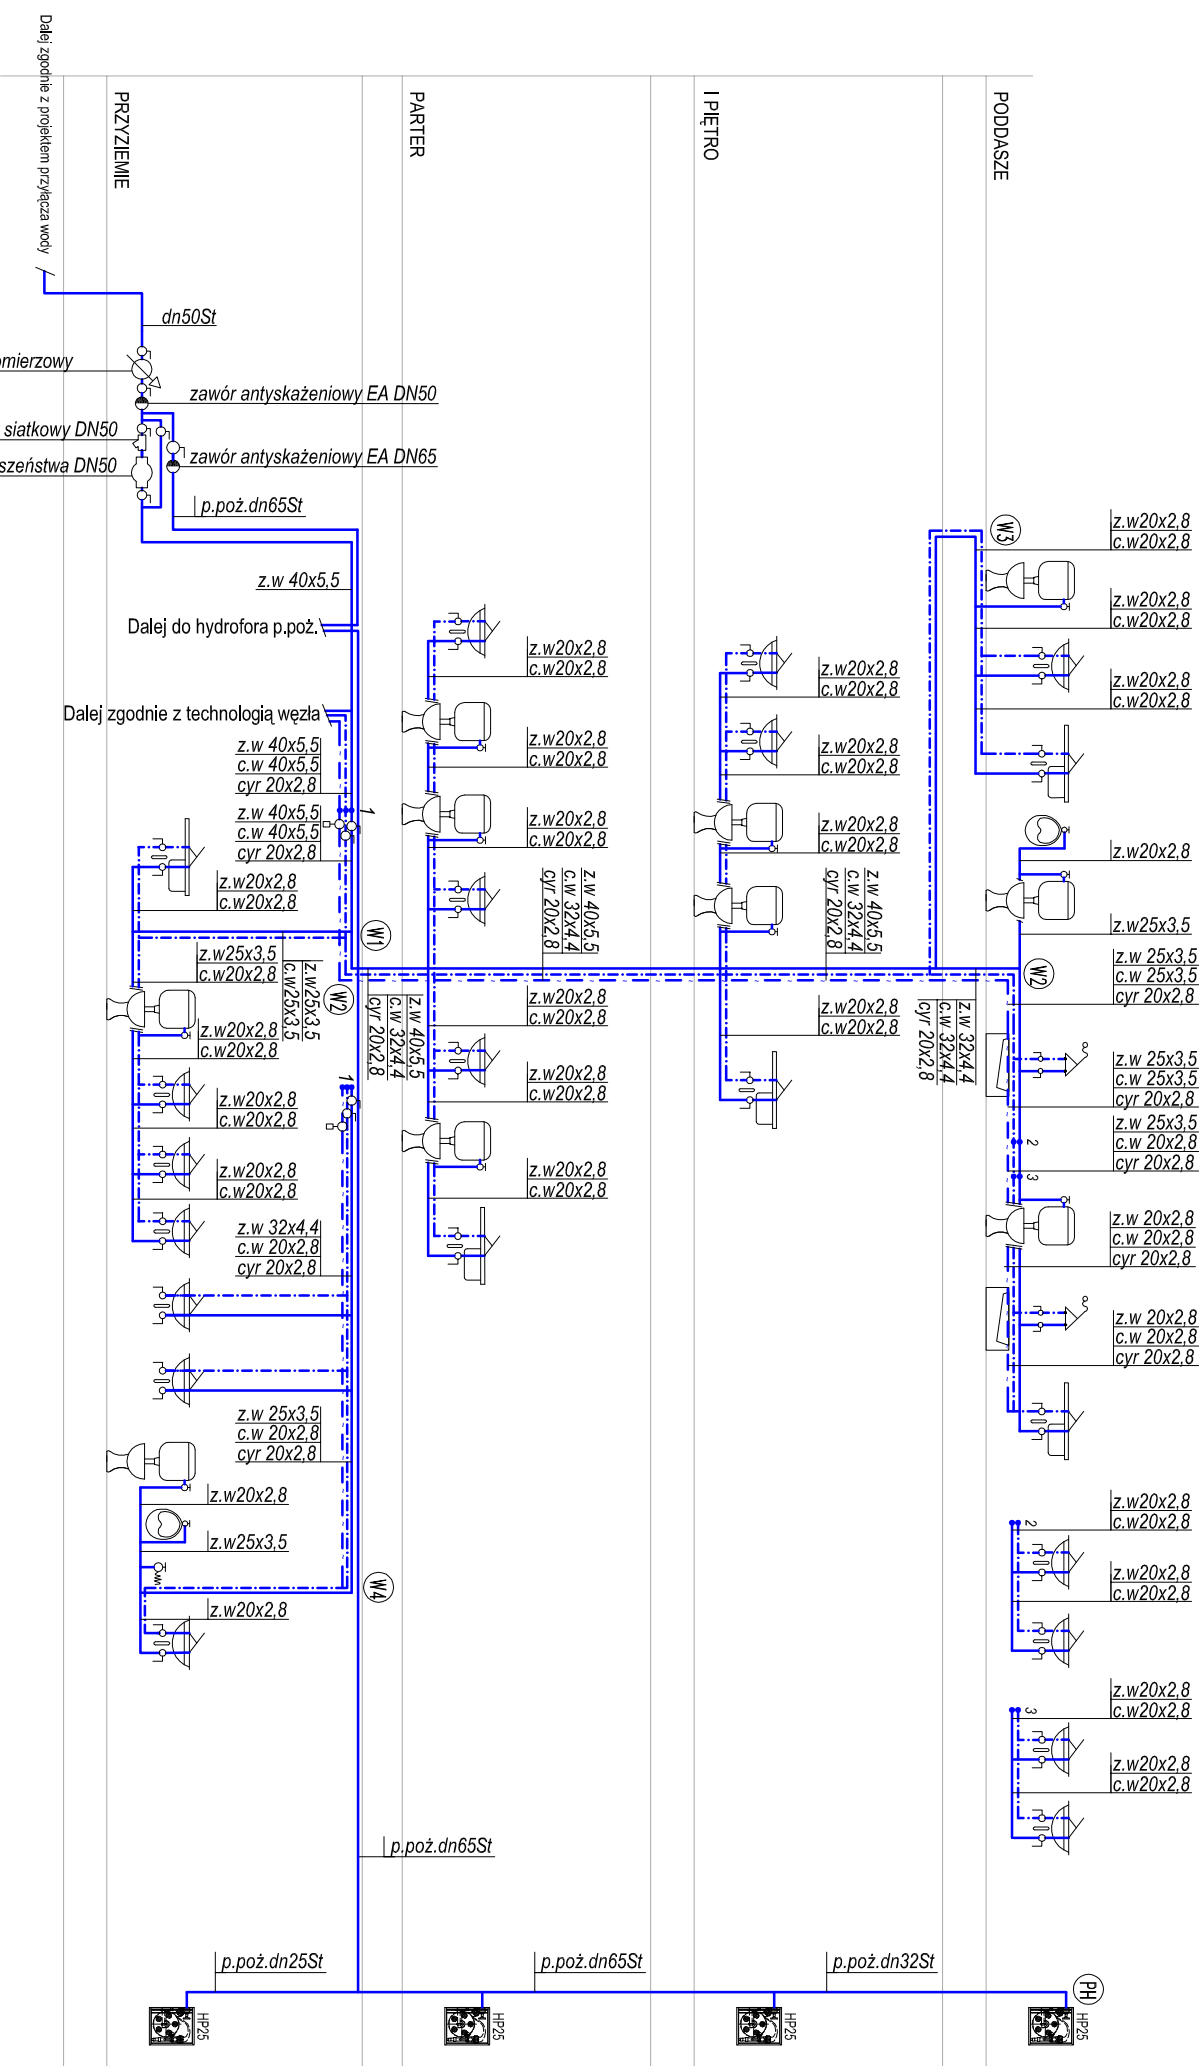 Dalej zgodnie z projektem przyłącza wody
PRZYZIEMIE
PARTER
I PIĘTRO
PODDASZE
dn50St
omierzowy
zawór antyskażeniowy EA DN50
siatkowy DN50
szeństwa DN50
zawór antyskażeniowy EA DN65
p.poż.dn65St
z.w 40x5,5
Dalej do hydrofora p.poż.
Dalej zgodnie z technologią węzła
z.w 40x5,5
c.w 40x5,5
cyr 20x2,8
z.w 40x5,5
c.w 40x5,5
cyr 20x2,8
1
W1
z.w20x2,8
c.w20x2,8
z.w25x3,5
c.w20x2,8
z.w25x3,5
c.w25x3,5
W2
z.w20x2,8
c.w20x2,8
1
z.w20x2,8
c.w20x2,8
z.w20x2,8
c.w20x2,8
z.w 32x4,4
c.w 20x2,8
cyr 20x2,8
z.w 25x3,5
c.w 20x2,8
cyr 20x2,8
z.w20x2,8
z.w25x3,5
z.w20x2,8
W4
z.w 40x5,5
c.w 32x4,4
cyr 20x2,8
z.w20x2,8
c.w20x2,8
z.w20x2,8
c.w20x2,8
z.w20x2,8
c.w20x2,8
z.w 40x5,5
c.w 32x4,4
cyr 20x2,8
z.w20x2,8
c.w20x2,8
z.w20x2,8
c.w20x2,8
z.w20x2,8
c.w20x2,8
z.w20x2,8
c.w20x2,8
z.w20x2,8
c.w20x2,8
z.w20x2,8
c.w20x2,8
z.w 40x5,5
c.w 32x4,4
cyr 20x2,8
z.w20x2,8
c.w20x2,8
z.w 32x4,4
c.w 32x4,4
cyr 20x2,8
W3
z.w20x2,8
c.w20x2,8
z.w20x2,8
c.w20x2,8
z.w20x2,8
c.w20x2,8
z.w20x2,8
z.w25x3,5
W2
z.w 25x3,5
c.w 25x3,5
cyr 20x2,8
z.w 25x3,5
c.w 25x3,5
cyr 20x2,8
z.w 25x3,5
c.w 20x2,8
cyr 20x2,8
2
3
z.w 20x2,8
c.w 20x2,8
cyr 20x2,8
z.w 20x2,8
c.w 20x2,8
cyr 20x2,8
z.w20x2,8
c.w20x2,8
2
z.w20x2,8
c.w20x2,8
z.w20x2,8
c.w20x2,8
3
z.w20x2,8
c.w20x2,8
p.poż.dn65St
p.poż.dn25St
p.poż.dn65St
p.poż.dn32St
PH
HP25
HP25
HP25
HP25